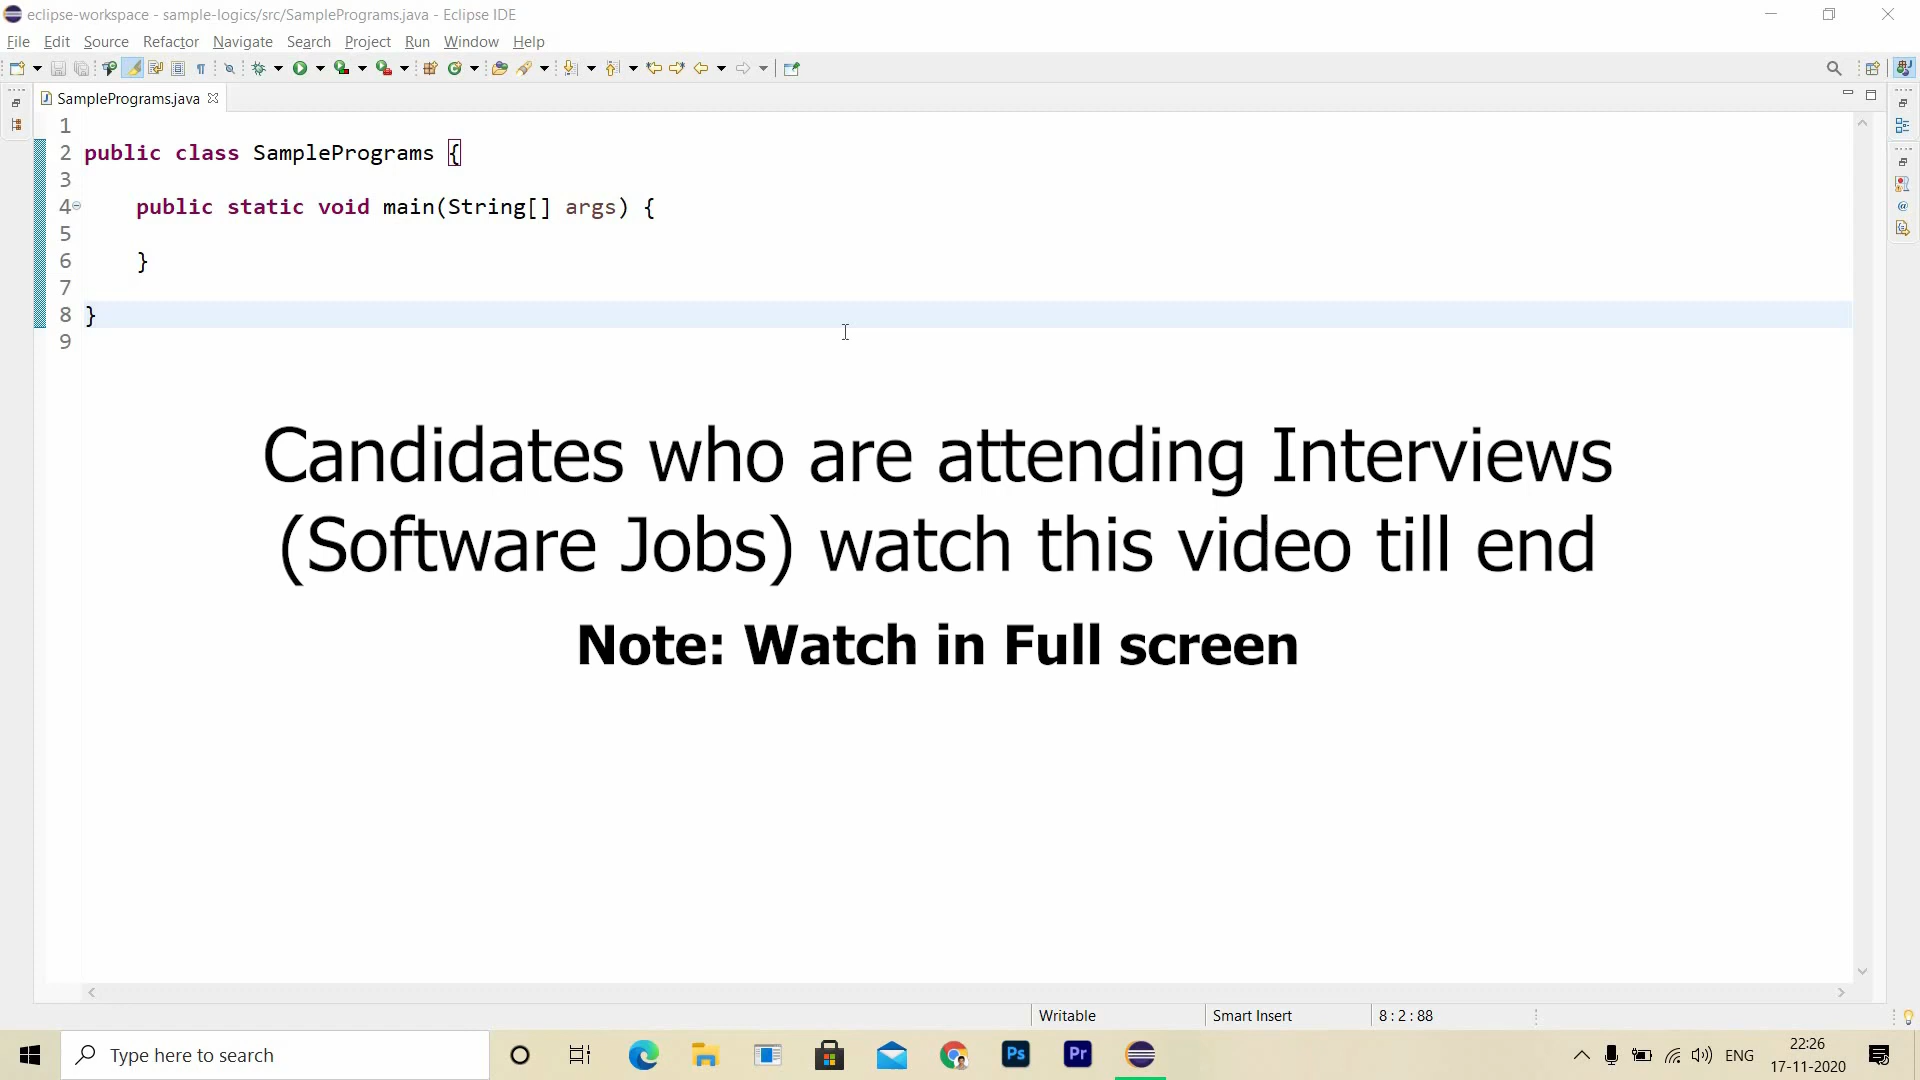 eclipse-workspace - sample-logics/src/SamplePrograms.java - Eclipse IDE
File Edit Source Refactor Navigate Search Project Run Window Help
SamplePrograms.java
1
2 public class SamplePrograms {
3
4 public static void main(String[] args) {
5
6 }
7
8 }
9
Candidates who are attending Interviews
(Software Jobs) watch this video till end
Note: Watch in Full screen
Writable Smart Insert 8 : 2 : 88
Type here to search
Ps
Pr
ENG
22:26
17-11-2020